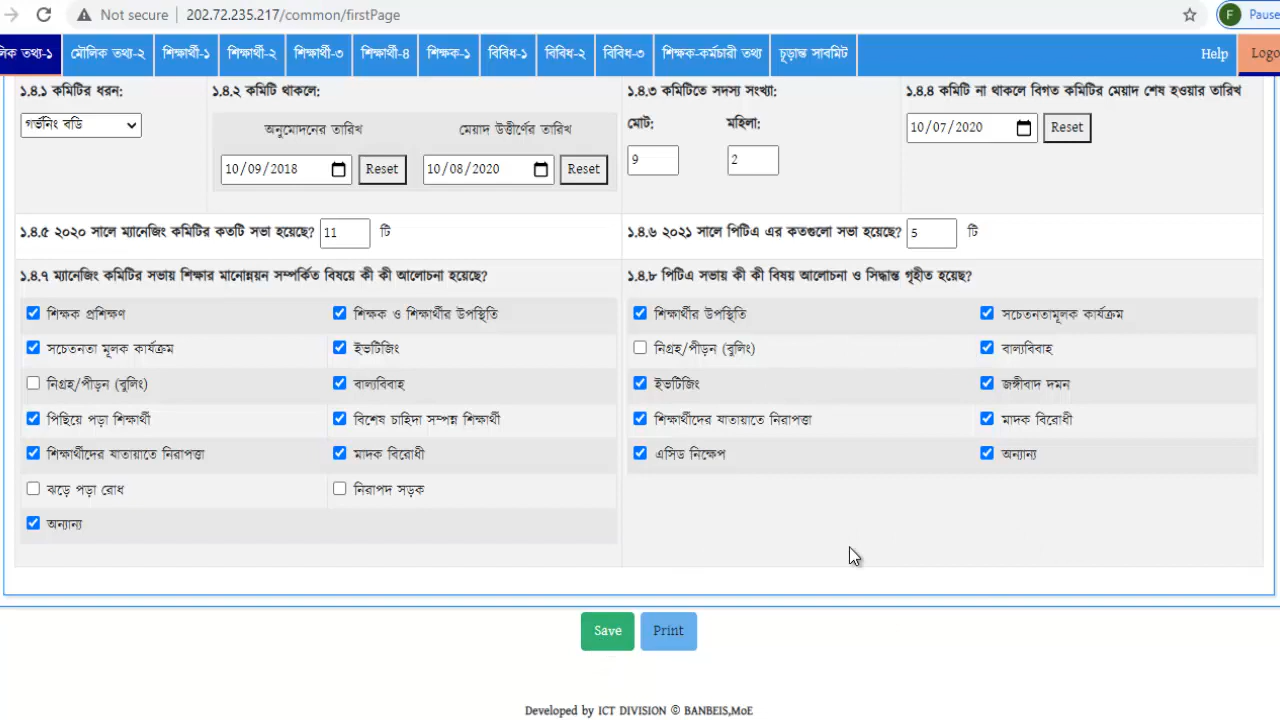 Not secure 202.72.235.217/common/firstPage F Pause
লিক তথ্য-১ মৌলিক তথ্য-২ শিক্ষার্থী-১ শিক্ষার্থী-২ শিক্ষার্থী-৩ শিক্ষার্থী-৪ শিক্ষক-১ বিবিধ-১ বিবিধ-২ বিবিধ-৩ শিক্ষক-কর্মচারী তথ্য চূড়ান্ত সাবমিট Help Logo
১.৪.১ কমিটির ধরন: ১.৪.২ কমিটি থাকলে: ১.৪.৩ কমিটিতে সদস্য সংখ্যা: ১.৪.৪ কমিটি না থাকলে বিগত কমিটির মেয়াদ শেষ হওয়ার তারিখ
গর্ভনিং বডি অনুমোদনের তারিখ মেয়াদ উত্তীর্ণের তারিখ মোট: মহিলা: 10/07/2020 Reset
10/09/2018 Reset 10/08/2020 Reset 9 2
১.৪.৫ ২০২০ সালে ম্যানেজিং কমিটির কতটি সভা হয়েছে? 11 টি ১.৪.৬ ২০২১ সালে পিটিএ এর কতগুলো সভা হয়েছে? 5 টি
১.৪.৭ ম্যানেজিং কমিটির সভায় শিক্ষার মানোন্নয়ন সম্পর্কিত বিষয়ে কী কী আলোচনা হয়েছে? ১.৪.৮ পিটিএ সভায় কী কী বিষয় আলোচনা ও সিদ্ধান্ত গৃহীত হয়েছ?
শিক্ষক প্রশিক্ষণ শিক্ষক ও শিক্ষার্থীর উপস্থিতি শিক্ষার্থীর উপস্থিতি সচেতনতামূলক কার্যক্রম
সচেতনতা মূলক কার্যক্রম ইভটিজিং নিগ্রহ/পীড়ন (বুলিং) বাল্যবিবাহ
নিগ্রহ/পীড়ন (বুলিং) বাল্যবিবাহ ইভটিজিং জঙ্গীবাদ দমন
পিছিয়ে পড়া শিক্ষার্থী বিশেষ চাহিদা সম্পন্ন শিক্ষার্থী শিক্ষার্থীদের যাতায়াতে নিরাপত্তা মাদক বিরোধী
শিক্ষার্থীদের যাতায়াতে নিরাপত্তা মাদক বিরোধী এসিড নিক্ষেপ অন্যান্য
ঝড়ে পড়া রোধ নিরাপদ সড়ক
অন্যান্য
Save Print
Developed by ICT DIVISION © BANBEIS,MoE